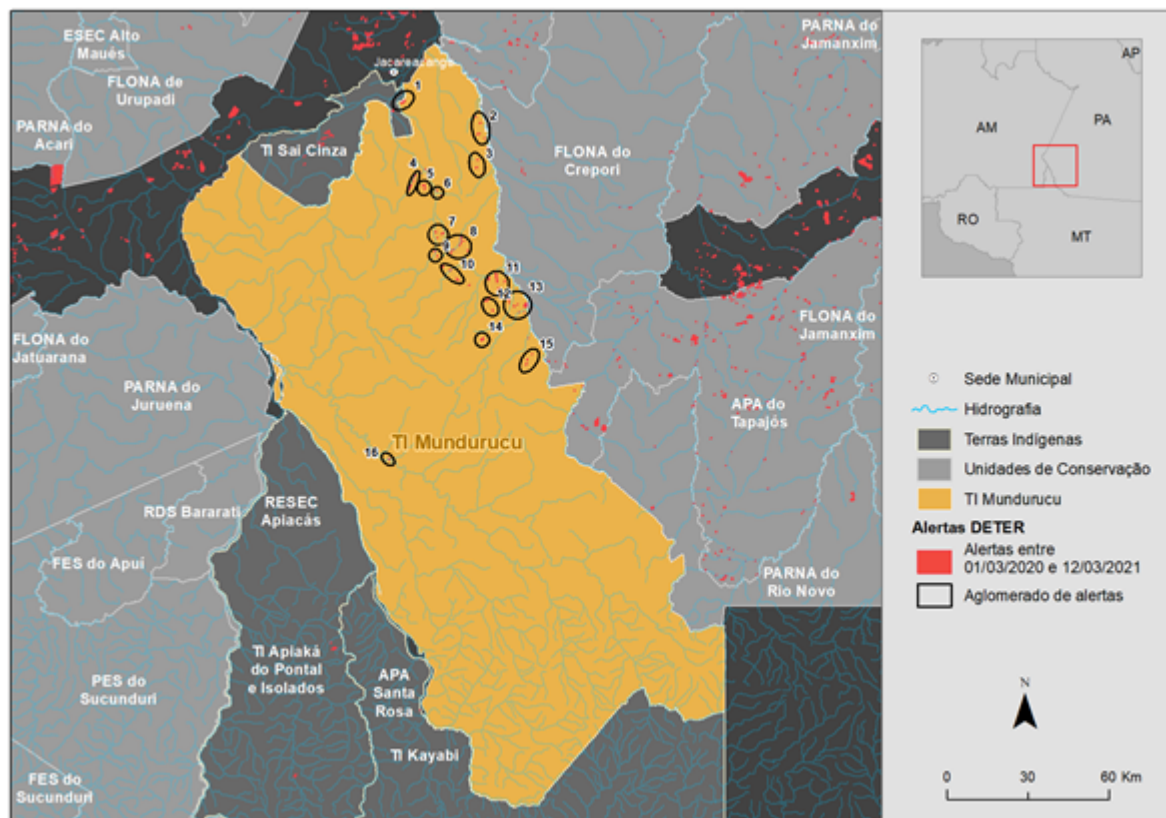 ESEC Alto
Maués
FLONA de
Urupadi
PARNA do
Acari
Jacareacanga
TI Sai Cinza
PARNA do
Jamanxim
FLONA do
Crepori
FLONA do
Jamanxim
FLONA do
Jatuarana
PARNA do
Juruena
APA do
Tapajós
TI Mundurucu
RESEC
Apiacás
RDS Bararati
FES do Apuí
PARNA do
Rio Novo
PES do
Sucunduri
TI Apiaká
do Pontal
e Isolados
APA
Santa
Rosa
TI Kayabi
FES do
Sucunduri
1
2
3
4
5
6
7
8
9
10
11
12
13
14
15
16
AP
AM
PA
RO
MT
Sede Municipal
Hidrografia
Terras Indígenas
Unidades de Conservação
TI Mundurucu
Alertas DETER
Alertas entre
01/03/2020 e 12/03/2021
Aglomerado de alertas
N
0 30 60 Km